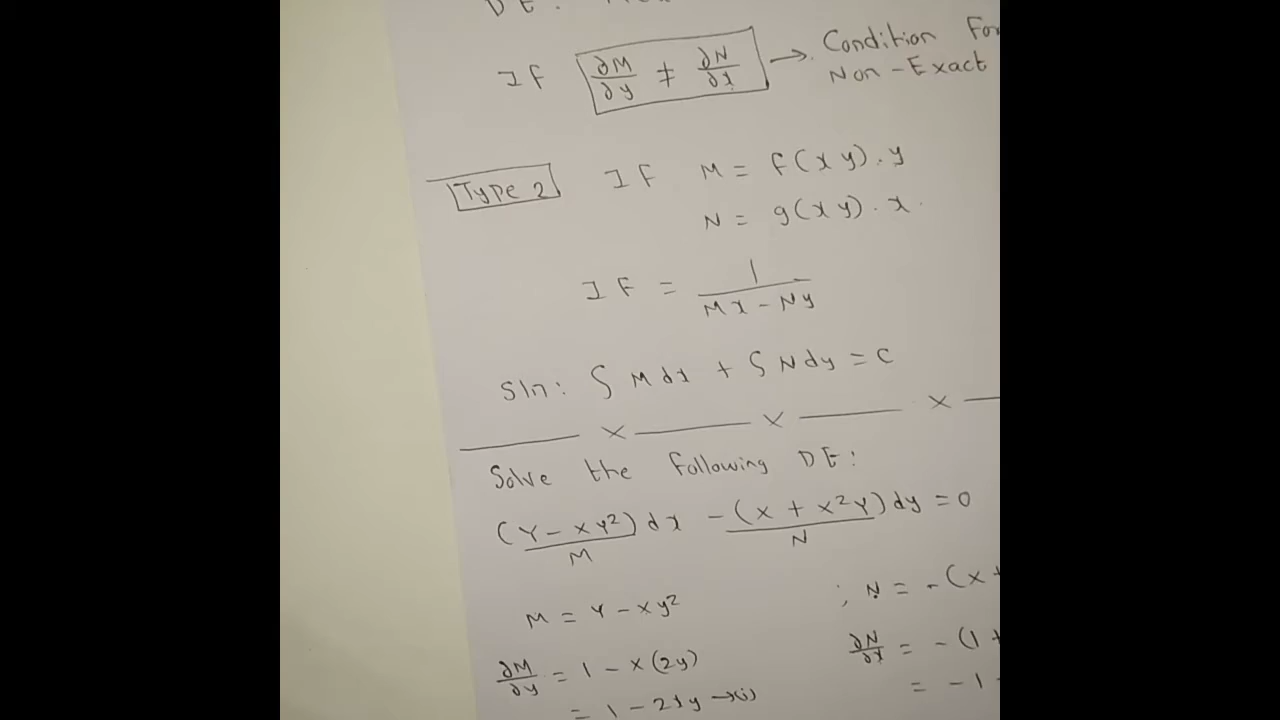 DE:
If ∂M/∂y ≠ ∂N/∂x → Condition For
Non-Exact
Type 2 If M = f(xy).y
N = g(xy).x.
IF = 1/(Mx - Ny)
Sln: ∫ M dx + ∫ N dy = C
Solve the following DE:
(Y - XY²) dx - (X + X²Y) dy = 0
M N
M = Y - XY² ; N = -(X +
∂M/∂y = 1 - X(2y) ∂N/∂x = -(1 +
= 1 - 2xy →(i) = -1 -